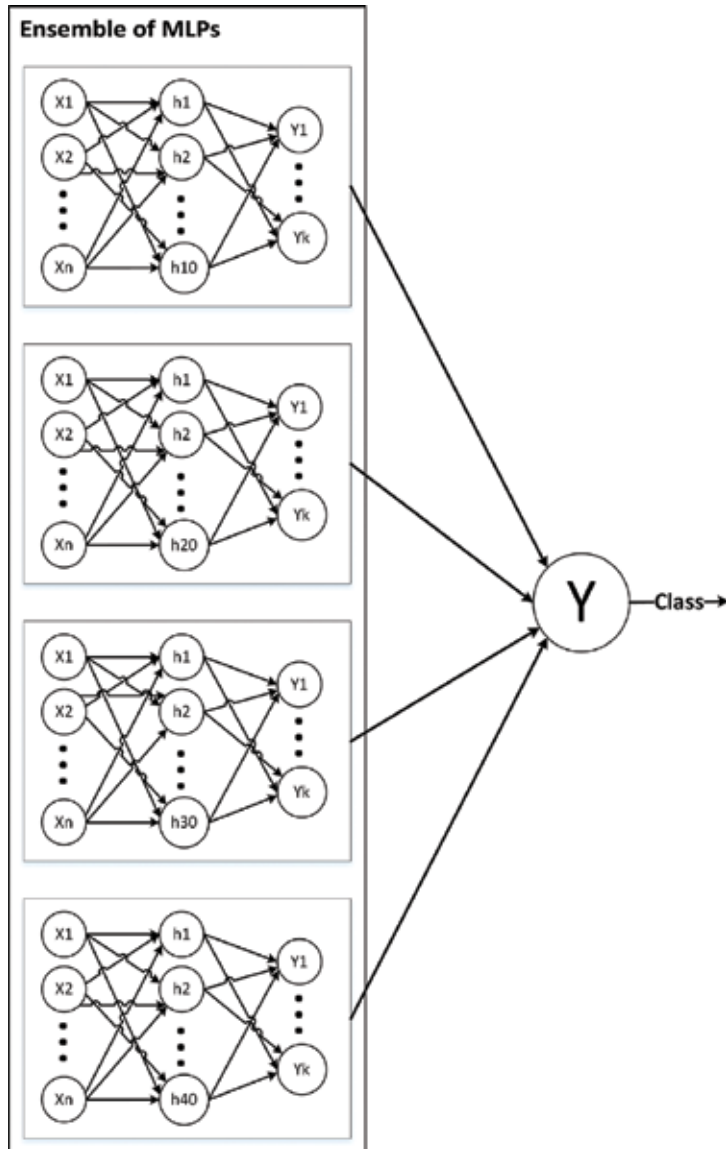 Ensemble of MLPs
X1
h1
Y1
X2
h2
Yk
Xn
h10
X1
h1
Y1
X2
h2
Yk
Xn
h20
X1
h1
Y1
X2
h2
Yk
Xn
h30
X1
h1
Y1
X2
h2
Yk
Xn
h40
Y
Class